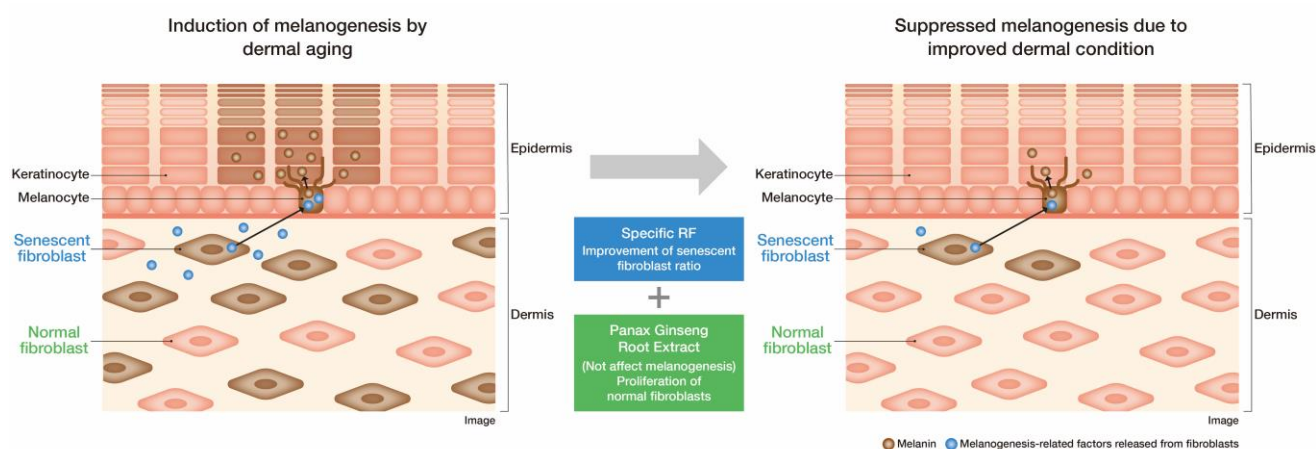 Induction of melanogenesis by
dermal aging
Keratinocyte
Melanocyte
Senescent
fibroblast
Normal
fibroblast
Epidermis
Dermis
Image
Specific RF
Improvement of senescent
fibroblast ratio
+
Panax Ginseng
Root Extract
(Not affect melanogenesis)
Proliferation of
normal fibroblasts
Suppressed melanogenesis due to
improved dermal condition
Keratinocyte
Melanocyte
Senescent
fibroblast
Normal
fibroblast
Epidermis
Dermis
Image
Melanin
Melanogenesis-related factors released from fibroblasts